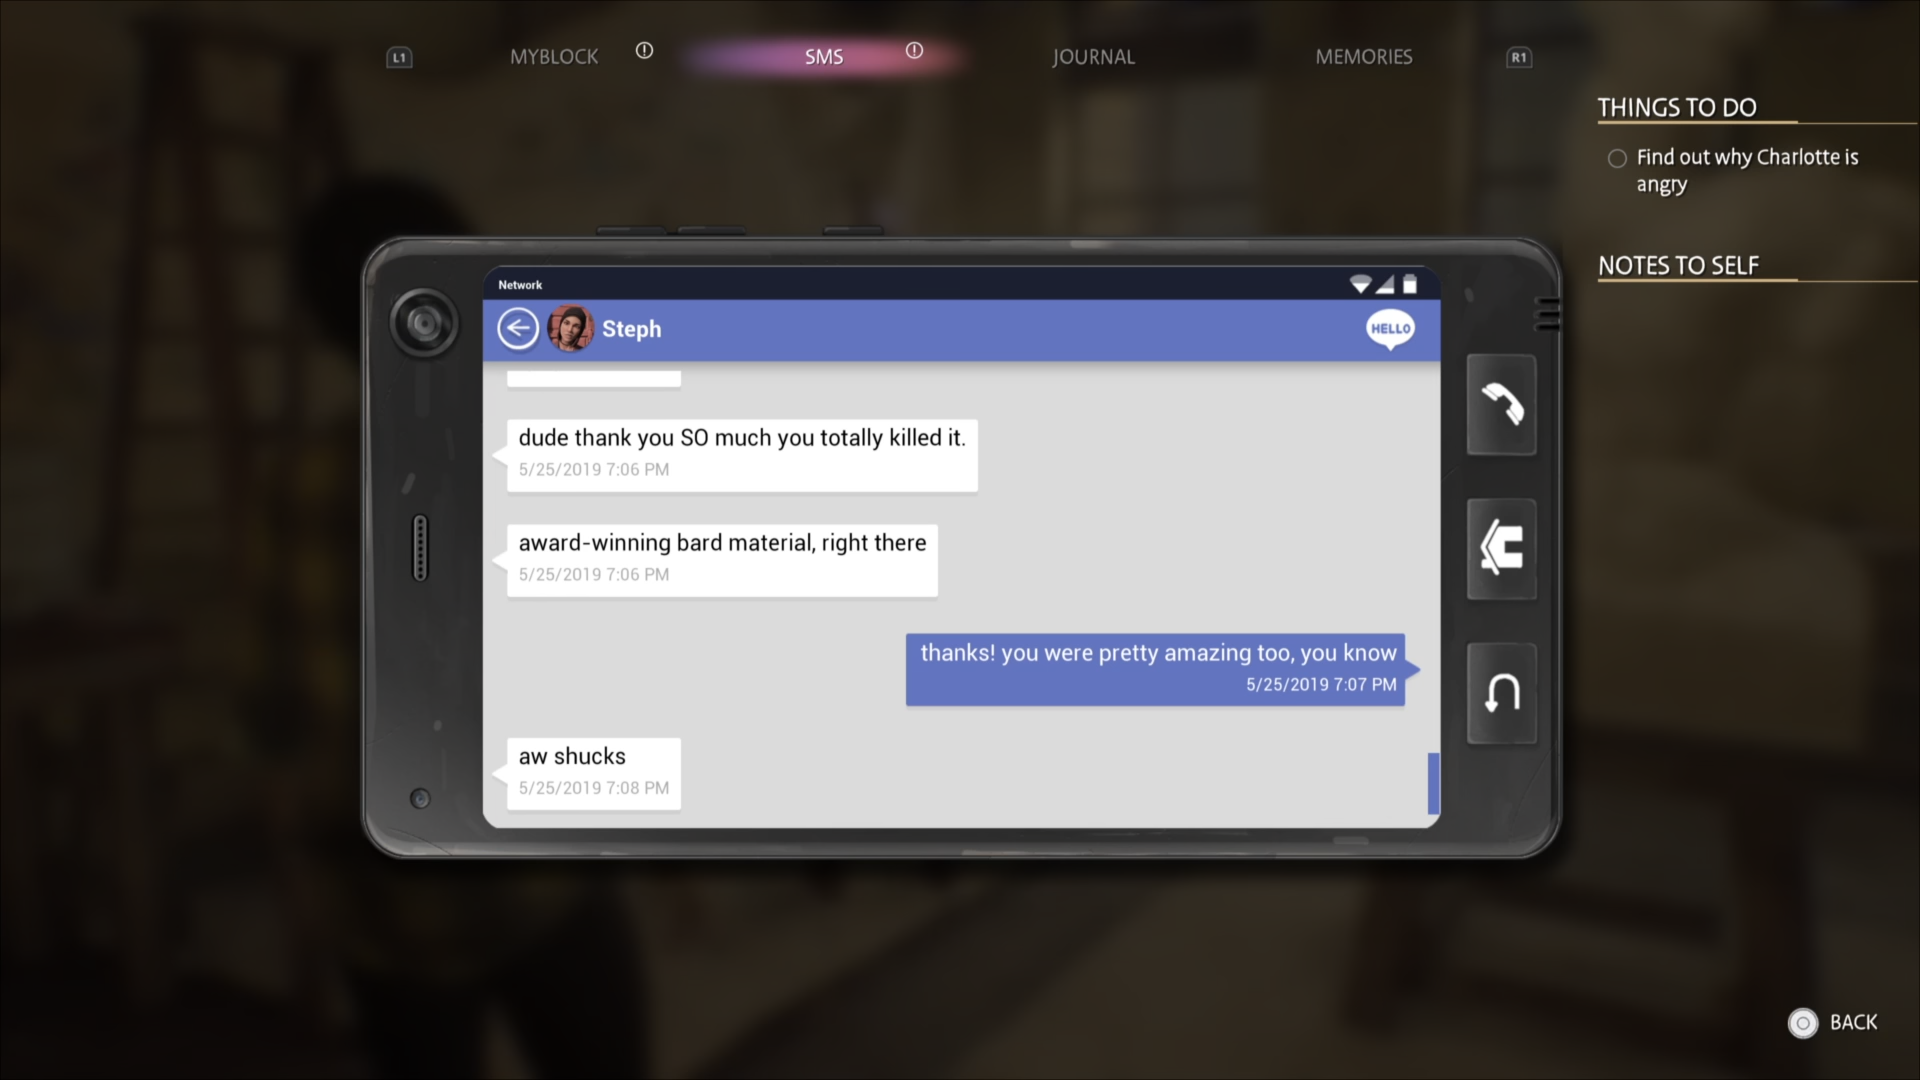 L1
MYBLOCK
SMS
JOURNAL
MEMORIES
R1
THINGS TO DO
Find out why Charlotte is
angry
NOTES TO SELF
Network
Steph
HELLO
dude thank you SO much you totally killed it.
5/25/2019 7:06 PM
award-winning bard material, right there
5/25/2019 7:06 PM
thanks! you were pretty amazing too, you know
5/25/2019 7:07 PM
aw shucks
5/25/2019 7:08 PM
BACK